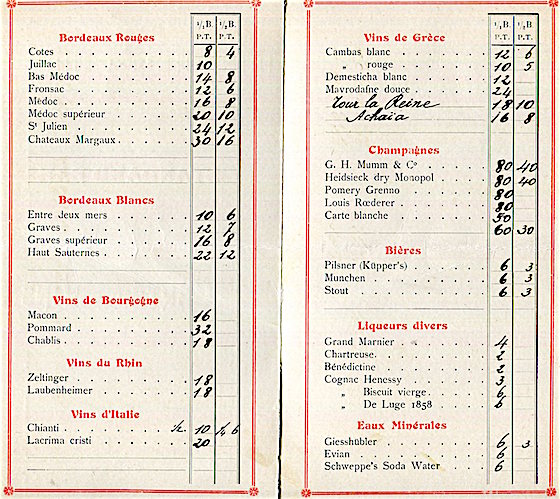 1/1 B. 1/2 B.
Bordeaux Rouges P.T. P.T.
Cotes 8 4
Juillac 10
Bas Médoc 14 8
Fronsac 12 6
Médoc 16 8
Médoc supérieur 20 10
St Julien 24 12
Chateaux Margaux 30 16
Bordeaux Blancs
Entre Jeux mers 10 6
Graves 12 7
Graves supérieur 16 8
Haut Sauternes 22 12
Vins de Bourgogne
Macon 16
Pommard 32
Chablis 18
Vins du Rhin
Zeltinger 18
Laubenheimer 18
Vins d'Italie
Chianti 1/2 10 1/4 6
Lacrima cristi 20
1/1 B. 1/2 B.
Vins de Grèce P.T. P.T.
Cambas blanc 12 6
„ rouge 10 5
Demesticha blanc 12
Mavrodafne douce 24
Tour la Reine 18 10
Achaïa 16 8
Champagnes
G. H. Mumm & Co 80 40
Heidsieck dry Monopol 80 40
Pomery Grenno 80
Louis Rœderer 80
Carte blanche 50
60 30
Bières
Pilsner (Küpper's) 6 3
Munchen 6 3
Stout 6 3
Liqueurs divers
Grand Marnier 4
Chartreuse 2
Bénédictine 2
Cognac Henessy 3
„ Biscuit vierge 6
„ De Luge 1858 6
Eaux Minérales
Giesshübler 6 3
Evian 6
Schweppe's Soda Water 6